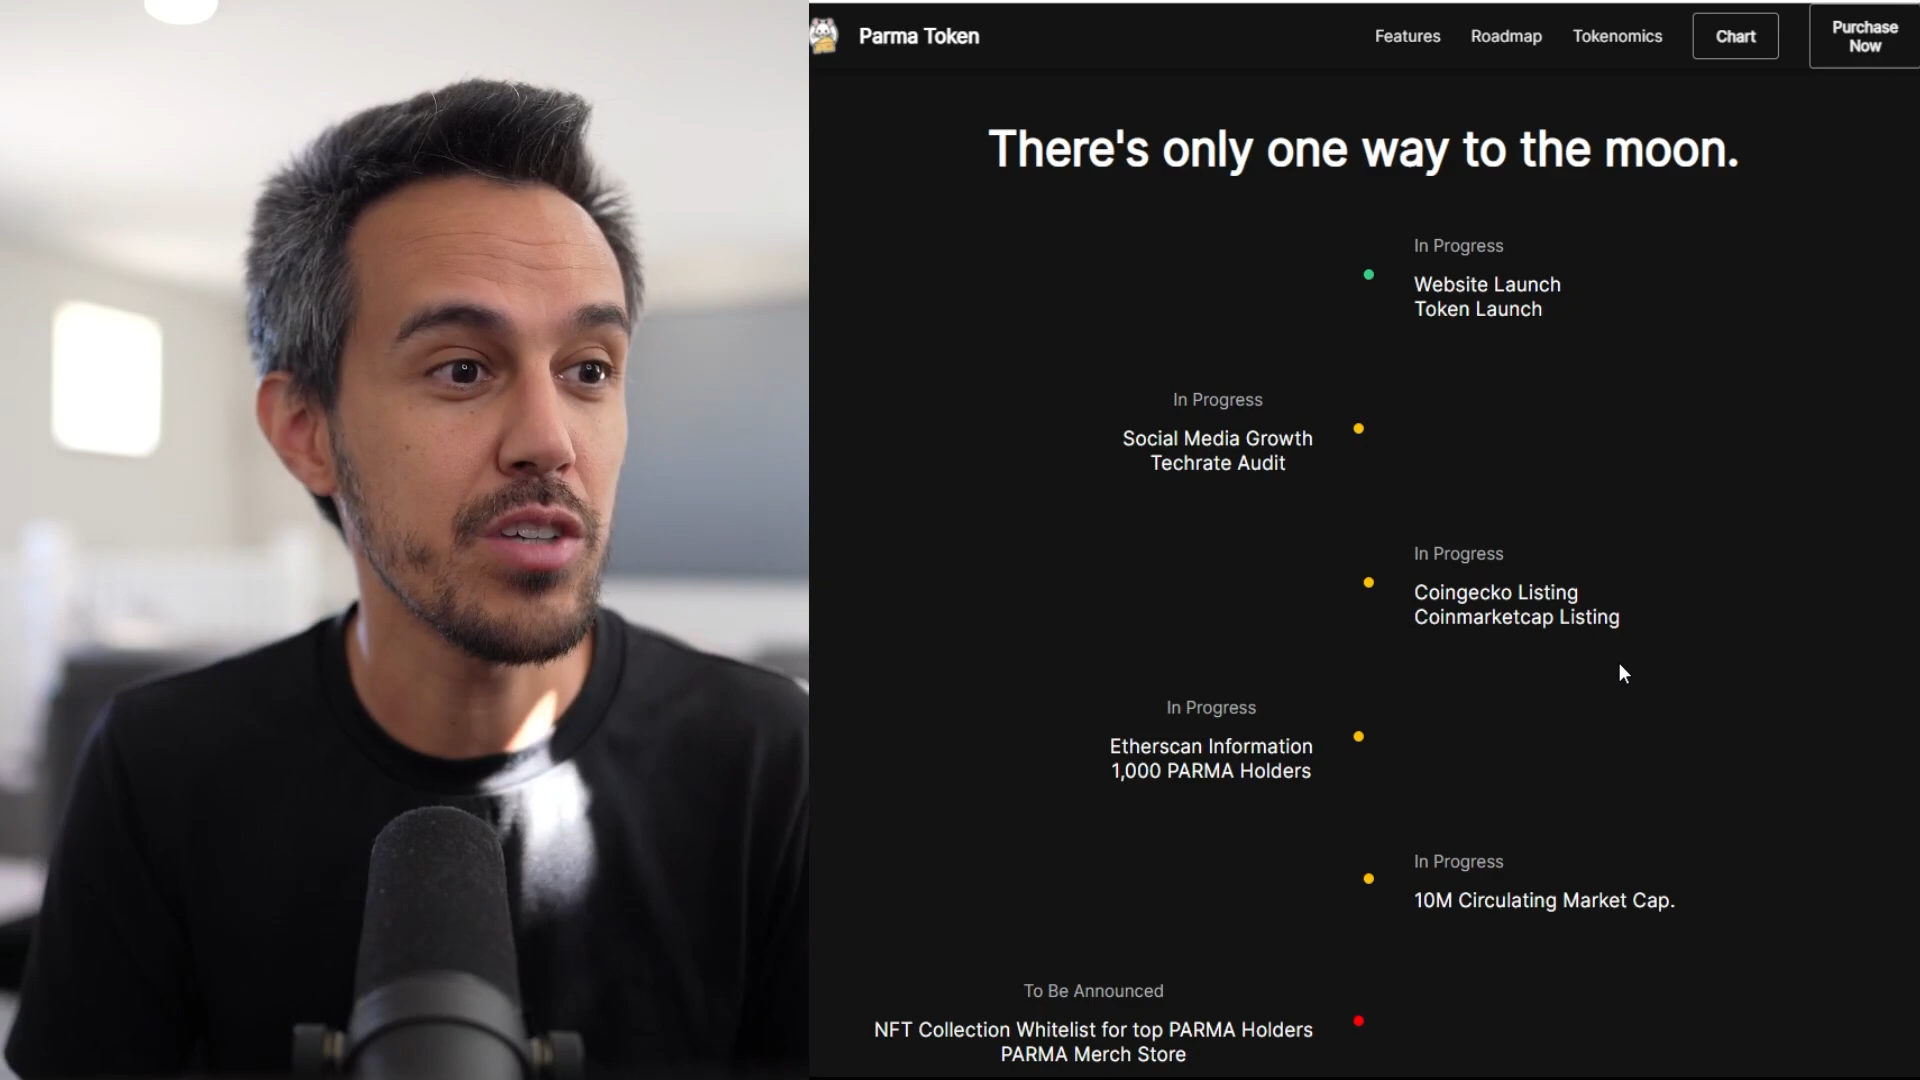 Parma Token
Features
Roadmap
Tokenomics
Chart
Purchase
Now
There's only one way to the moon.
In Progress
Website Launch
Token Launch
In Progress
Social Media Growth
Techrate Audit
In Progress
Coingecko Listing
Coinmarketcap Listing
In Progress
Etherscan Information
1,000 PARMA Holders
In Progress
10M Circulating Market Cap.
To Be Announced
NFT Collection Whitelist for top PARMA Holders
PARMA Merch Store